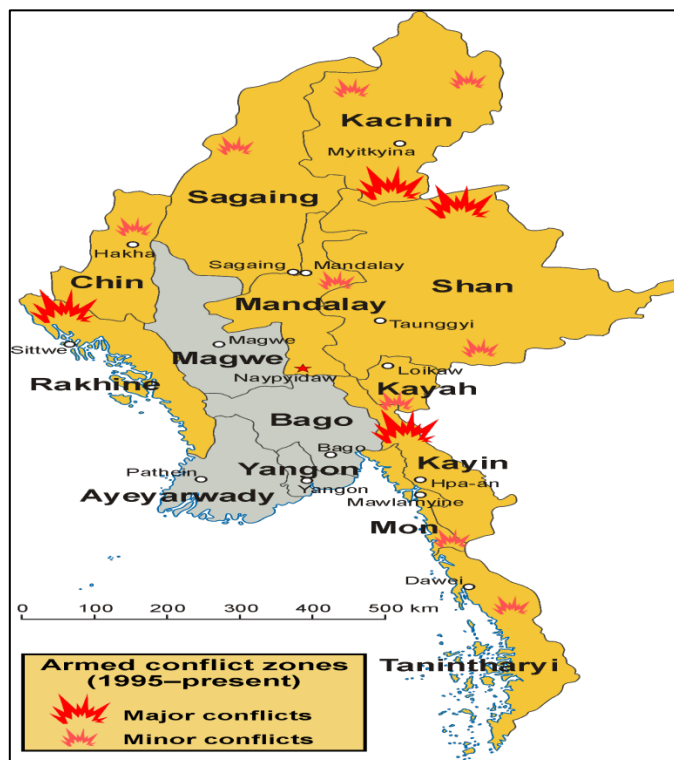 Kachin
Myitkyina
Sagaing
Hakha
Chin
Sagaing
Mandalay
Shan
Mandalay
Taunggyi
Sittwe
Magwe
Magwe
Loikaw
Naypyidaw
Rakhine
Kayah
Bago
Bago
Kayin
Pathein
Yangon
Hpa-an
Yangon
Ayeyarwady
Mawlamyine
Mon
Dawei
0 100 200 300 400 500 km
Tanintharyi
Armed conflict zones
(1995–present)
Major conflicts
Minor conflicts